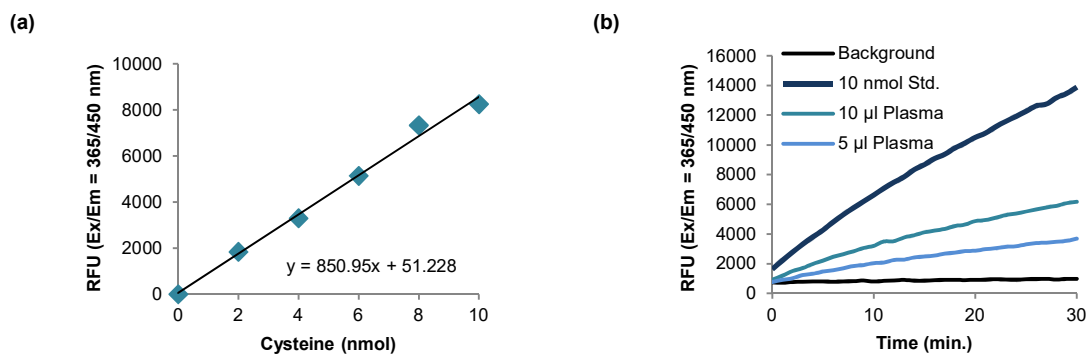 (a)
RFU (Ex/Em = 365/450 nm)
10000
8000
6000
4000
2000
0
y = 850.95x + 51.228
0 2 4 6 8 10
Cysteine (nmol)
(b)
RFU (Ex/Em = 365/450 nm)
16000
14000
12000
10000
8000
6000
4000
2000
0
Background
10 nmol Std.
10 µl Plasma
5 µl Plasma
0 10 20 30
Time (min.)